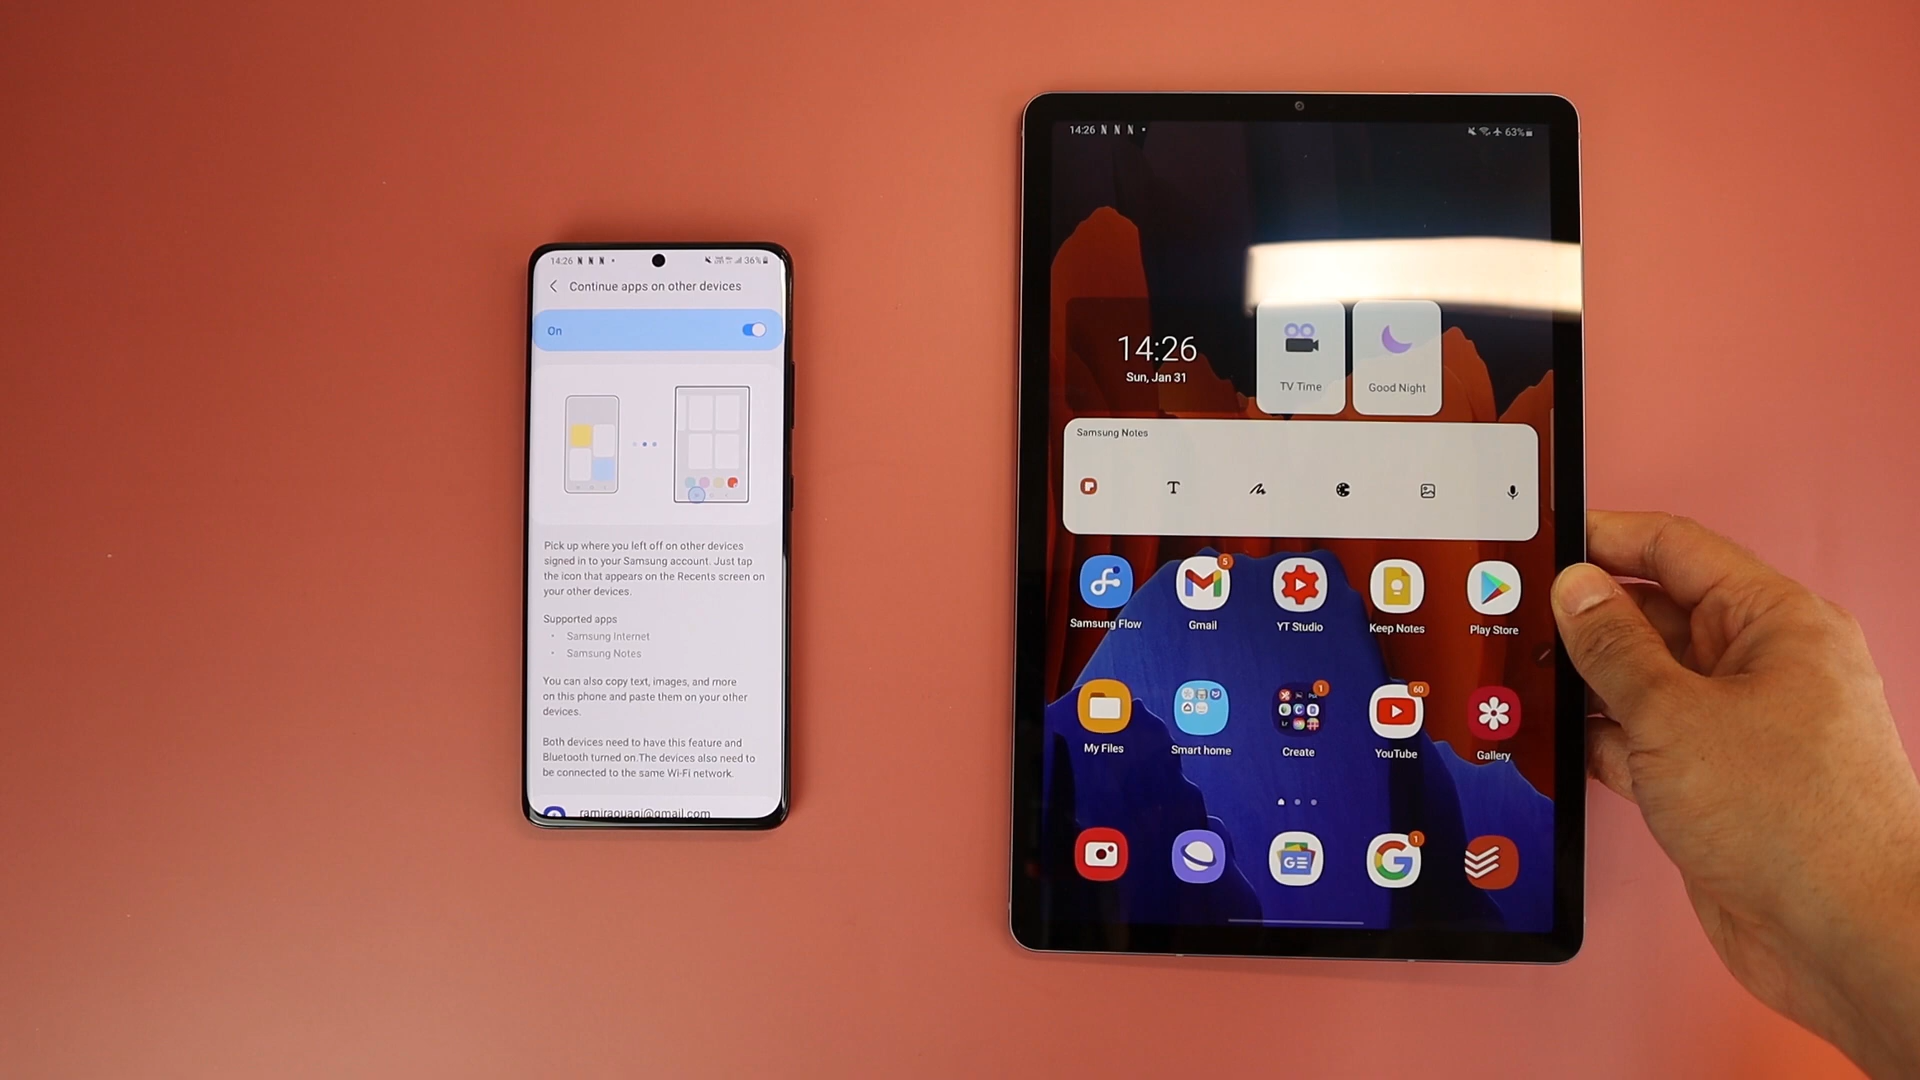 14:26 N N N
36%
Continue apps on other devices
On
Pick up where you left off on other devices
signed in to your Samsung account. Just tap
the icon that appears on the Recents screen on
your other devices.
Supported apps
• Samsung Internet
• Samsung Notes
You can also copy text, images, and more
on this phone and paste them on your other
devices.
Both devices need to have this feature and
Bluetooth turned on.The devices also need to
be connected to the same Wi-Fi network.
14:26 N N N
63%
14:26
Sun, Jan 31
TV Time
Good Night
Samsung Notes
T
5
Samsung Flow
Gmail
YT Studio
Keep Notes
Play Store
1
60
My Files
Smart home
Create
YouTube
Gallery
GE
G
1